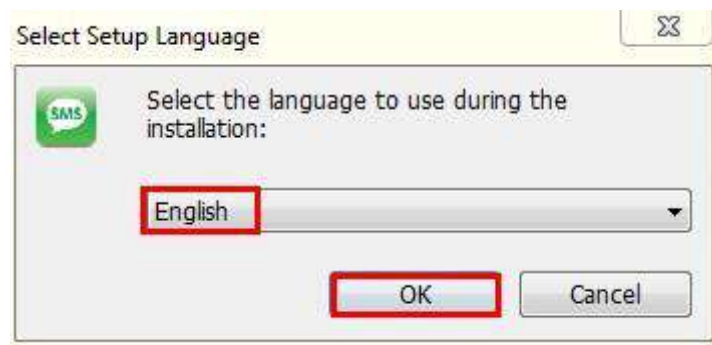 Select Setup Language
SMS
Select the language to use during the
installation:
English
OK
Cancel